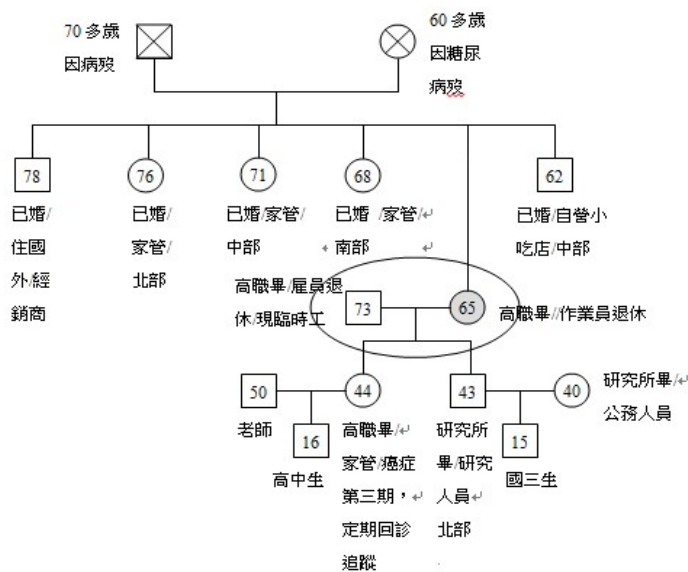 70 多歲
因病歿
60 多歲
因糖尿
病歿
78
76
71
68
62
已婚/
住國
外/經
銷商
已婚/
家管/
北部
已婚/家管/
中部
已婚 /家管/
南部
已婚/自營小
吃店/中部
高職畢/雇員退
休/現臨時工
73
65
高職畢//作業員退休
50
44
43
40
研究所畢/
公務人員
老師
16
高中生
高職畢/
家管/癌症
第三期，
定期回診
追蹤
研究所
畢/研究
人員
北部
15
國三生